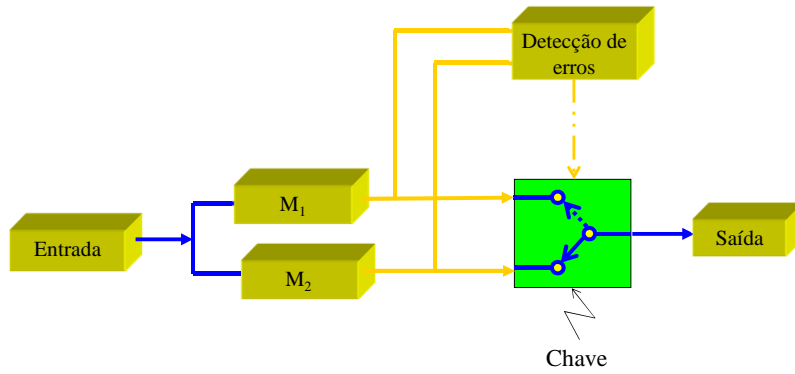 Detecção de
erros
M₁
Entrada
M₂
Saída
Chave